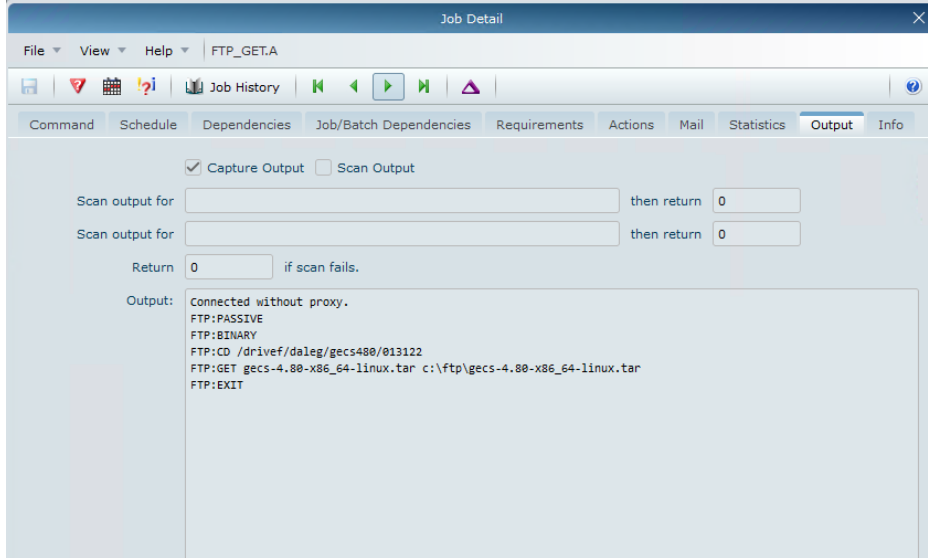 Job Detail
File View Help FTP_GET.A
Job History
Command Schedule Dependencies Job/Batch Dependencies Requirements Actions Mail Statistics Output Info
Capture Output Scan Output
Scan output for then return 0
Scan output for then return 0
Return 0 if scan fails.
Output: Connected without proxy.
FTP:PASSIVE
FTP:BINARY
FTP:CD /drivef/daleg/gecs480/013122
FTP:GET gecs-4.80-x86_64-linux.tar c:\ftp\gecs-4.80-x86_64-linux.tar
FTP:EXIT